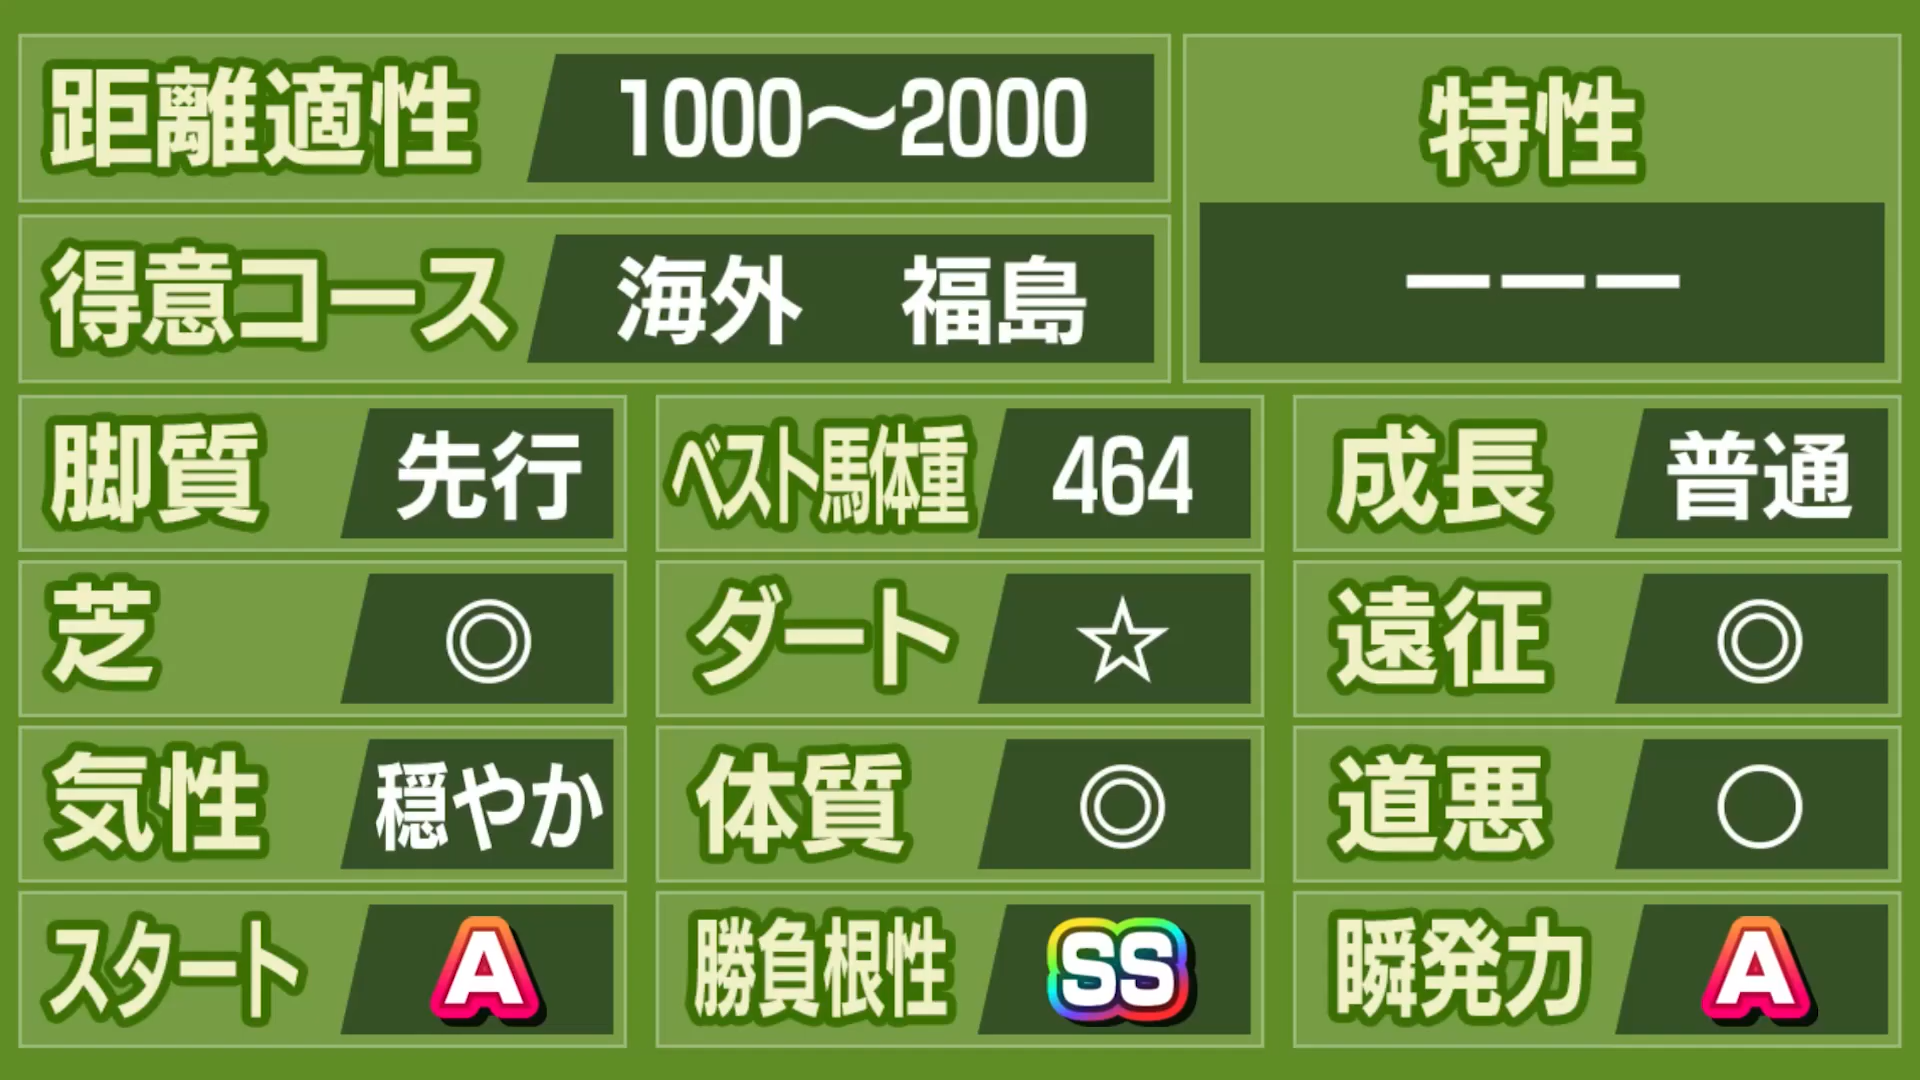 距離適性 1000〜2000
特性
ーーー
得意コース 海外 福島
脚質 先行 ベスト馬体重 464 成長 普通
芝 ◎ ダート ☆ 遠征 ◎
気性 穏やか 体質 ◎ 道悪 ○
スタート A 勝負根性 SS 瞬発力 A